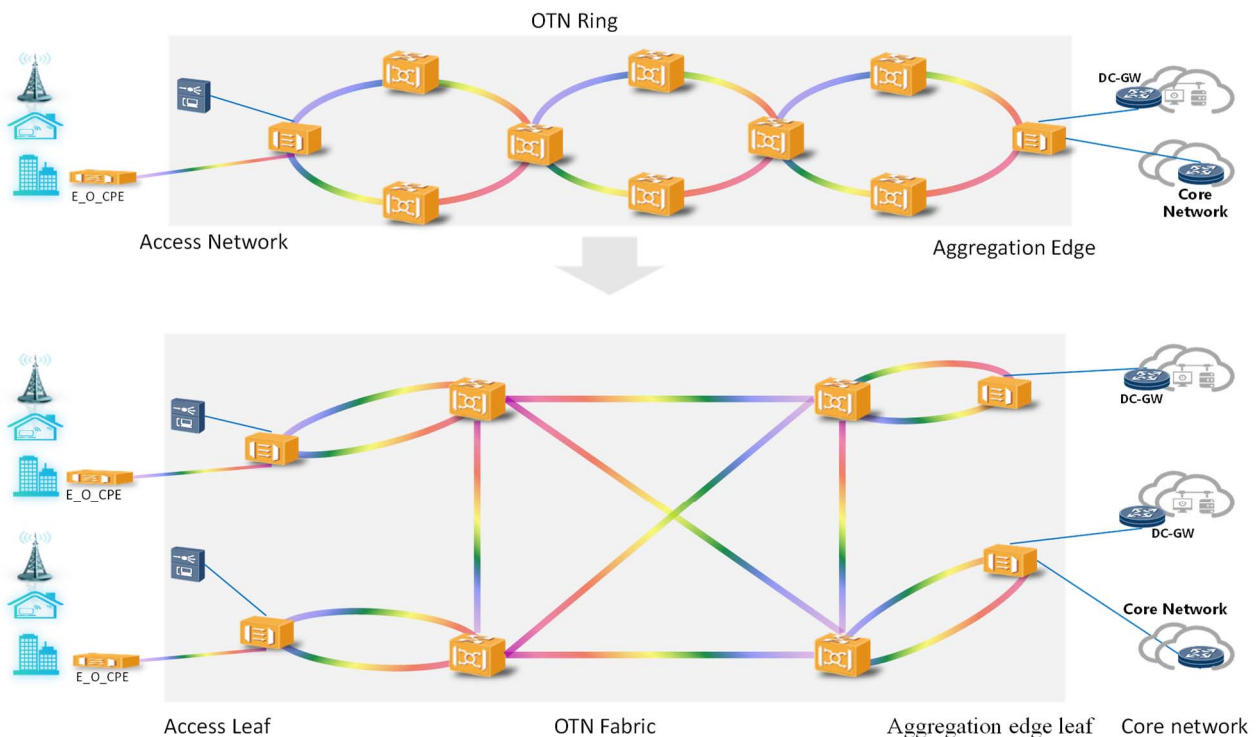 OTN Ring
DC-GW
E_O_CPE
Core
Network
Access Network
Aggregation Edge
DC-GW
E_O_CPE
DC-GW
Core Network
E_O_CPE
Access Leaf
OTN Fabric
Aggregation edge leaf
Core network